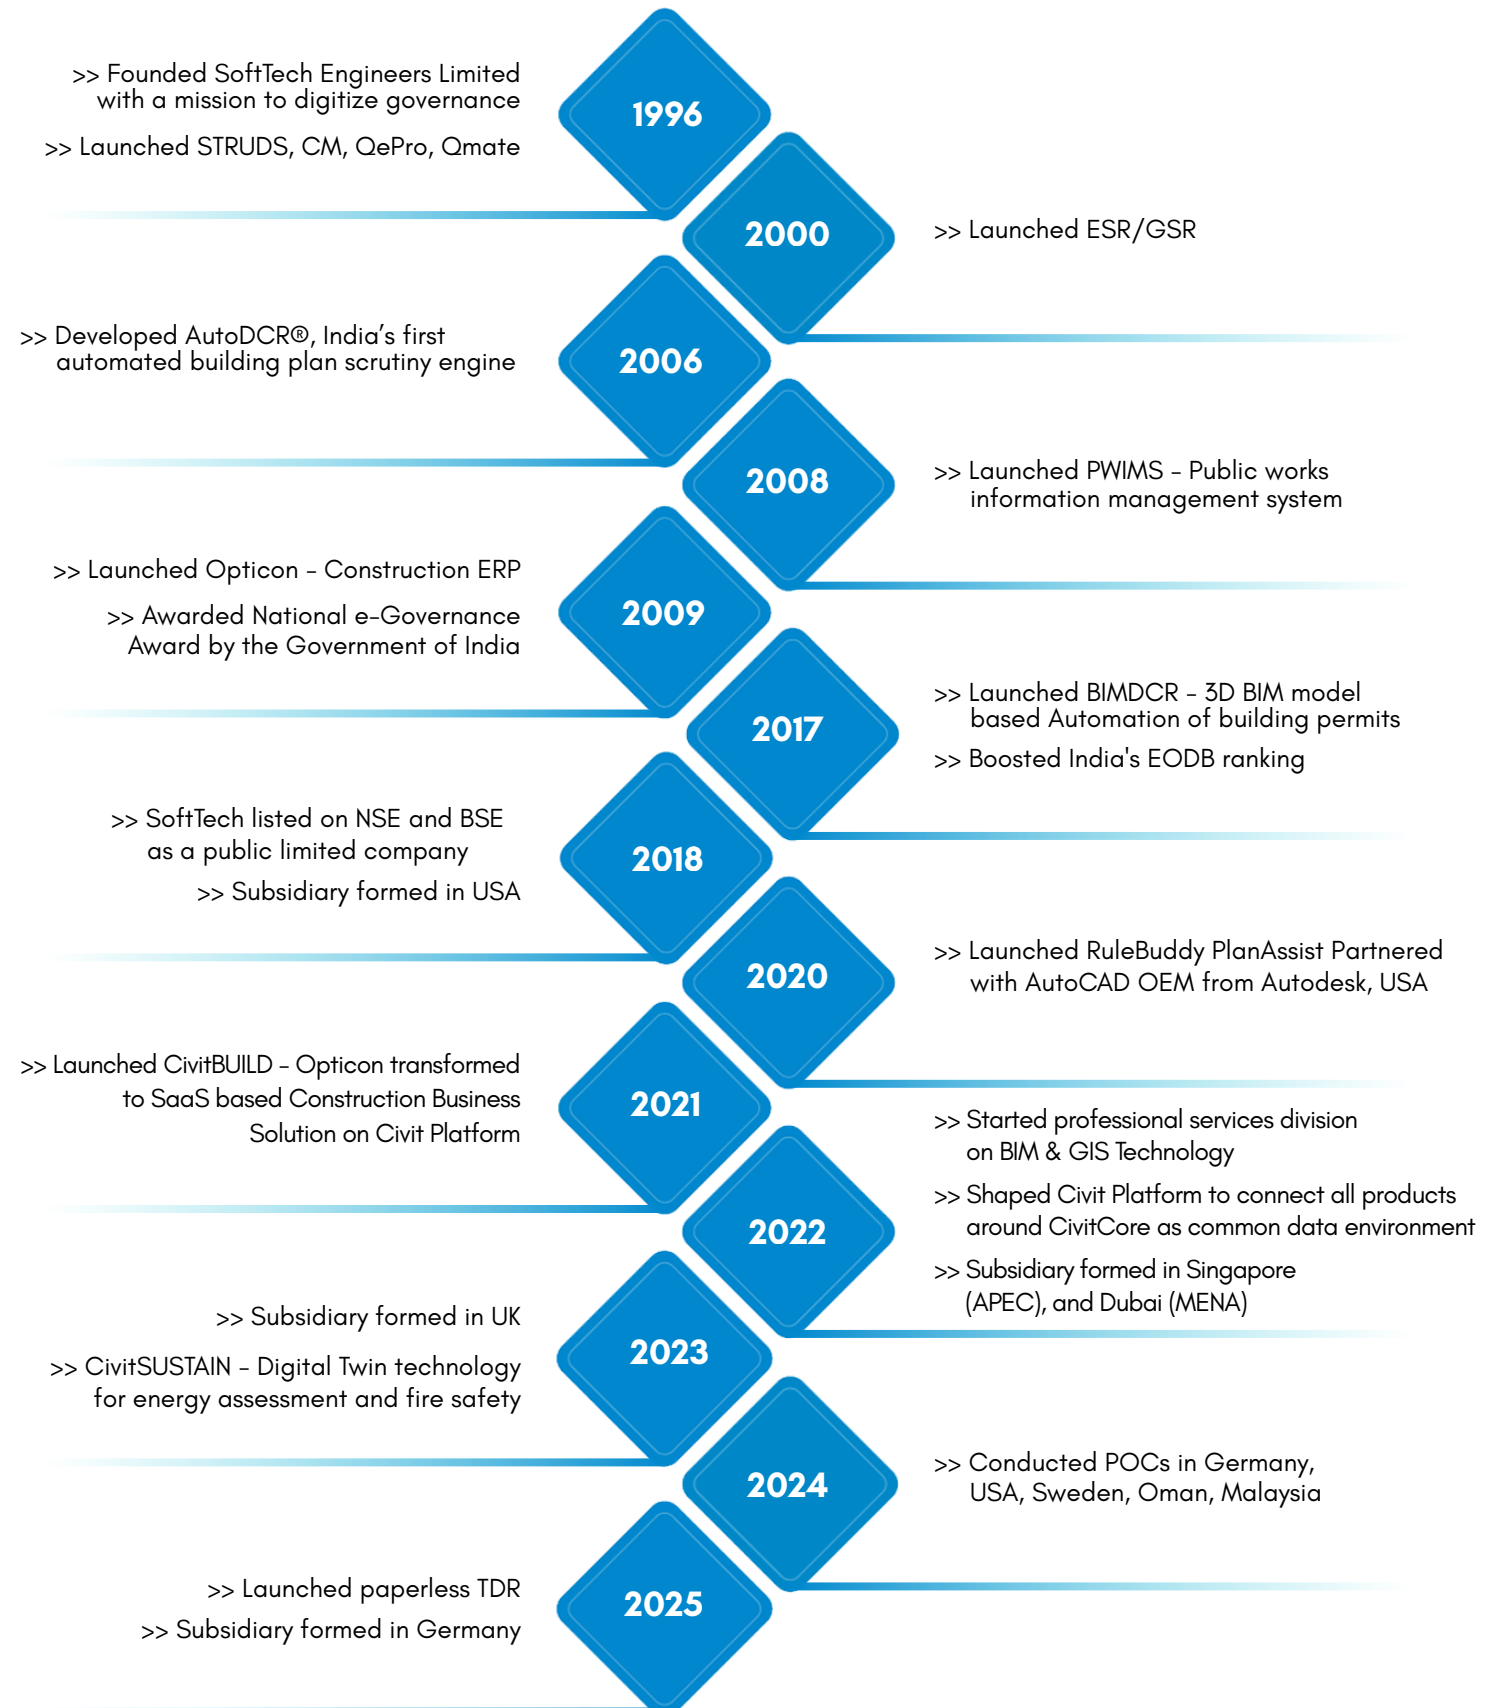 >> Founded SoftTech Engineers Limited
with a mission to digitize governance
>> Launched STRUDS, CM, QePro, Qmate
1996
2000
>> Launched ESR/GSR
>> Developed AutoDCR®, India’s first
automated building plan scrutiny engine
2006
2008
>> Launched PWIMS - Public works
information management system
>> Launched Opticon - Construction ERP
>> Awarded National e-Governance
Award by the Government of India
2009
2017
>> Launched BIMDCR - 3D BIM model
based Automation of building permits
>> Boosted India's EODB ranking
>> SoftTech listed on NSE and BSE
as a public limited company
>> Subsidiary formed in USA
2018
2020
>> Launched RuleBuddy PlanAssist Partnered
with AutoCAD OEM from Autodesk, USA
>> Launched CivitBUILD - Opticon transformed
to SaaS based Construction Business
Solution on Civit Platform
2021
2022
>> Started professional services division
on BIM & GIS Technology
>> Shaped Civit Platform to connect all products
around CivitCore as common data environment
>> Subsidiary formed in Singapore
(APEC), and Dubai (MENA)
>> Subsidiary formed in UK
>> CivitSUSTAIN - Digital Twin technology
for energy assessment and fire safety
2023
2024
>> Conducted POCs in Germany,
USA, Sweden, Oman, Malaysia
>> Launched paperless TDR
>> Subsidiary formed in Germany
2025